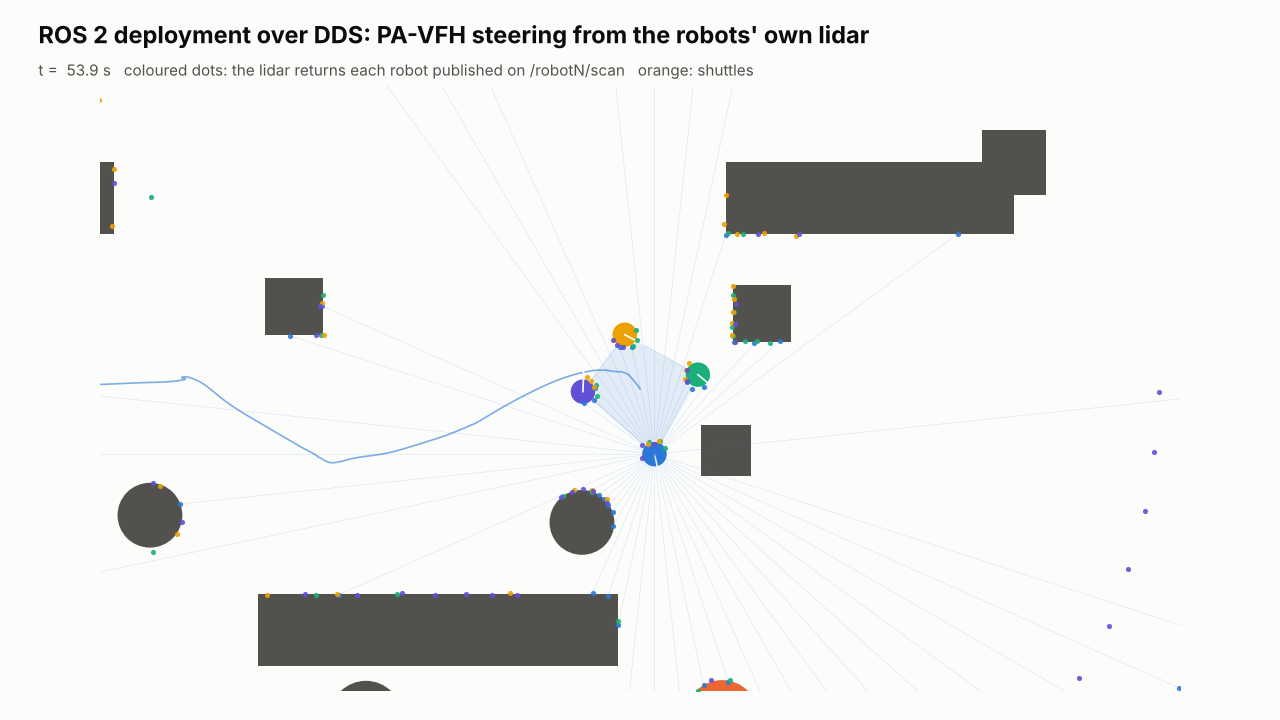 ROS 2 deployment over DDS: PA-VFH steering from the robots' own lidar
t =  53.9 s   coloured dots: the lidar returns each robot published on /robotN/scan   orange: shuttles